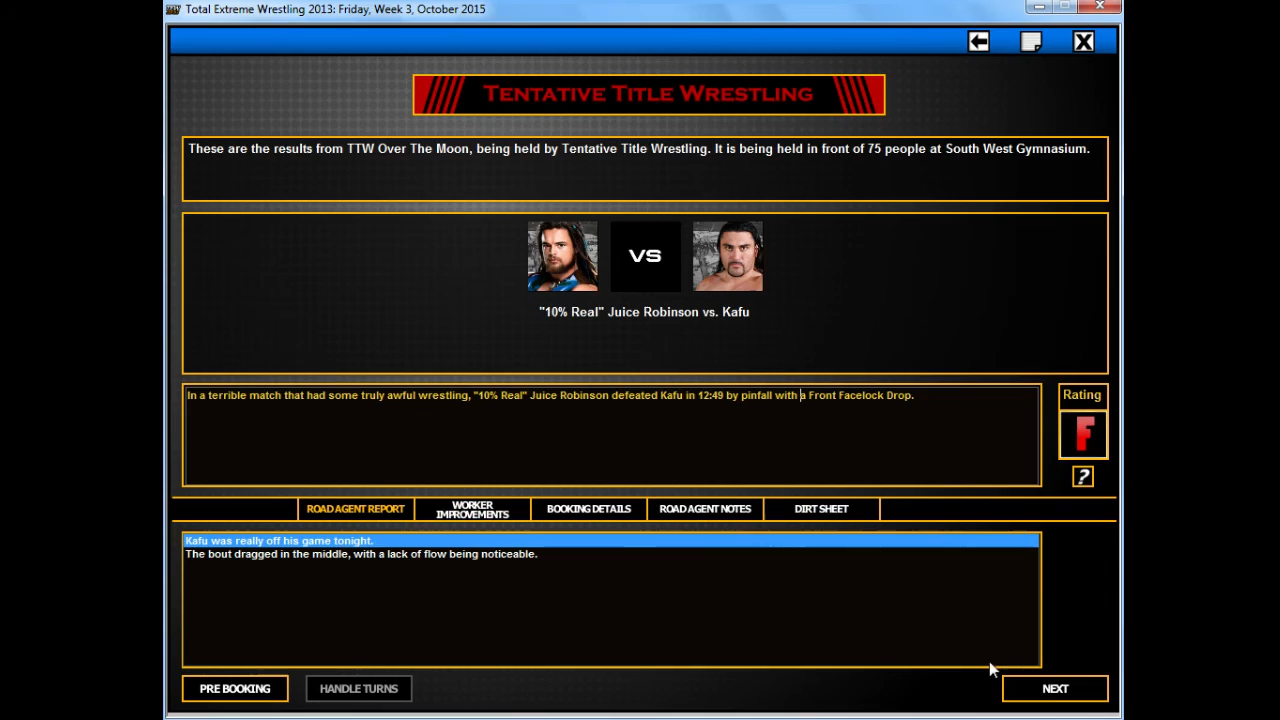 Total Extreme Wrestling 2013: Friday, Week 3, October 2015
TENTATIVE TITLE WRESTLING
These are the results from TTW Over The Moon, being held by Tentative Title Wrestling. It is being held in front of 75 people at South West Gymnasium.
VS
"10% Real" Juice Robinson vs. Kafu
In a terrible match that had some truly awful wrestling, "10% Real" Juice Robinson defeated Kafu in 12:49 by pinfall with a Front Facelock Drop.
Rating
F
?
ROAD AGENT REPORT
WORKER
IMPROVEMENTS
BOOKING DETAILS
ROAD AGENT NOTES
DIRT SHEET
Kafu was really off his game tonight.
The bout dragged in the middle, with a lack of flow being noticeable.
PRE BOOKING
HANDLE TURNS
NEXT